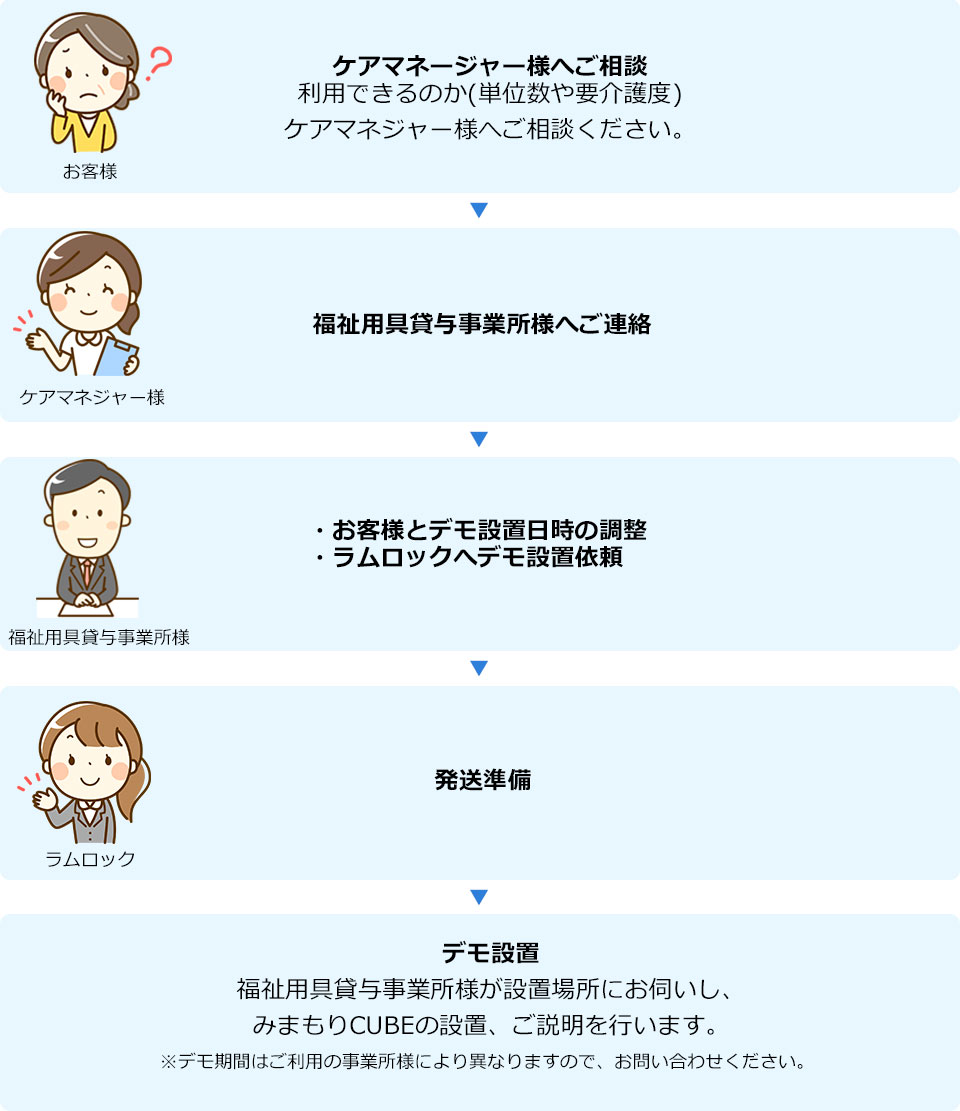 ケアマネージャー様へご相談
利用できるのか(単位数や要介護度)
ケアマネジャー様へご相談ください。
お客様
福祉用具貸与事業所様へご連絡
ケアマネジャー様
・お客様とデモ設置日時の調整
・ラムロックへデモ設置依頼
福祉用具貸与事業所様
発送準備
ラムロック
デモ設置
福祉用具貸与事業所様が設置場所にお伺いし、
みまもりCUBEの設置、ご説明を行います。
※デモ期間はご利用の事業所様により異なりますので、お問い合わせください。